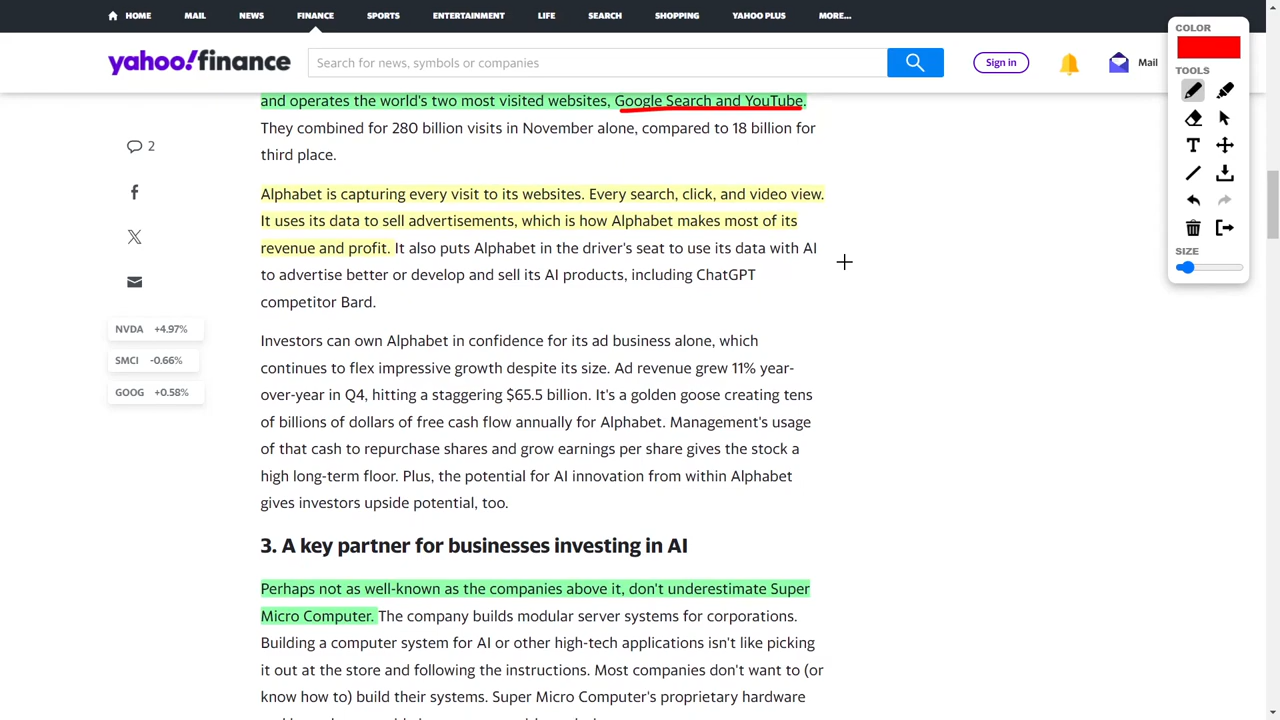 HOME MAIL NEWS FINANCE SPORTS ENTERTAINMENT LIFE SEARCH SHOPPING YAHOO PLUS MORE...
yahoo!finance
Search for news, symbols or companies
Sign in
Mail
COLOR
TOOLS
T
SIZE
2
NVDA +4.97%
SMCI -0.66%
GOOG +0.58%
and operates the world's two most visited websites, Google Search and YouTube.
They combined for 280 billion visits in November alone, compared to 18 billion for
third place.
Alphabet is capturing every visit to its websites. Every search, click, and video view.
It uses its data to sell advertisements, which is how Alphabet makes most of its
revenue and profit. It also puts Alphabet in the driver's seat to use its data with AI
to advertise better or develop and sell its AI products, including ChatGPT
competitor Bard.
Investors can own Alphabet in confidence for its ad business alone, which
continues to flex impressive growth despite its size. Ad revenue grew 11% year-
over-year in Q4, hitting a staggering $65.5 billion. It's a golden goose creating tens
of billions of dollars of free cash flow annually for Alphabet. Management's usage
of that cash to repurchase shares and grow earnings per share gives the stock a
high long-term floor. Plus, the potential for AI innovation from within Alphabet
gives investors upside potential, too.
3. A key partner for businesses investing in AI
Perhaps not as well-known as the companies above it, don't underestimate Super
Micro Computer. The company builds modular server systems for corporations.
Building a computer system for AI or other high-tech applications isn't like picking
it out at the store and following the instructions. Most companies don't want to (or
know how to) build their systems. Super Micro Computer's proprietary hardware